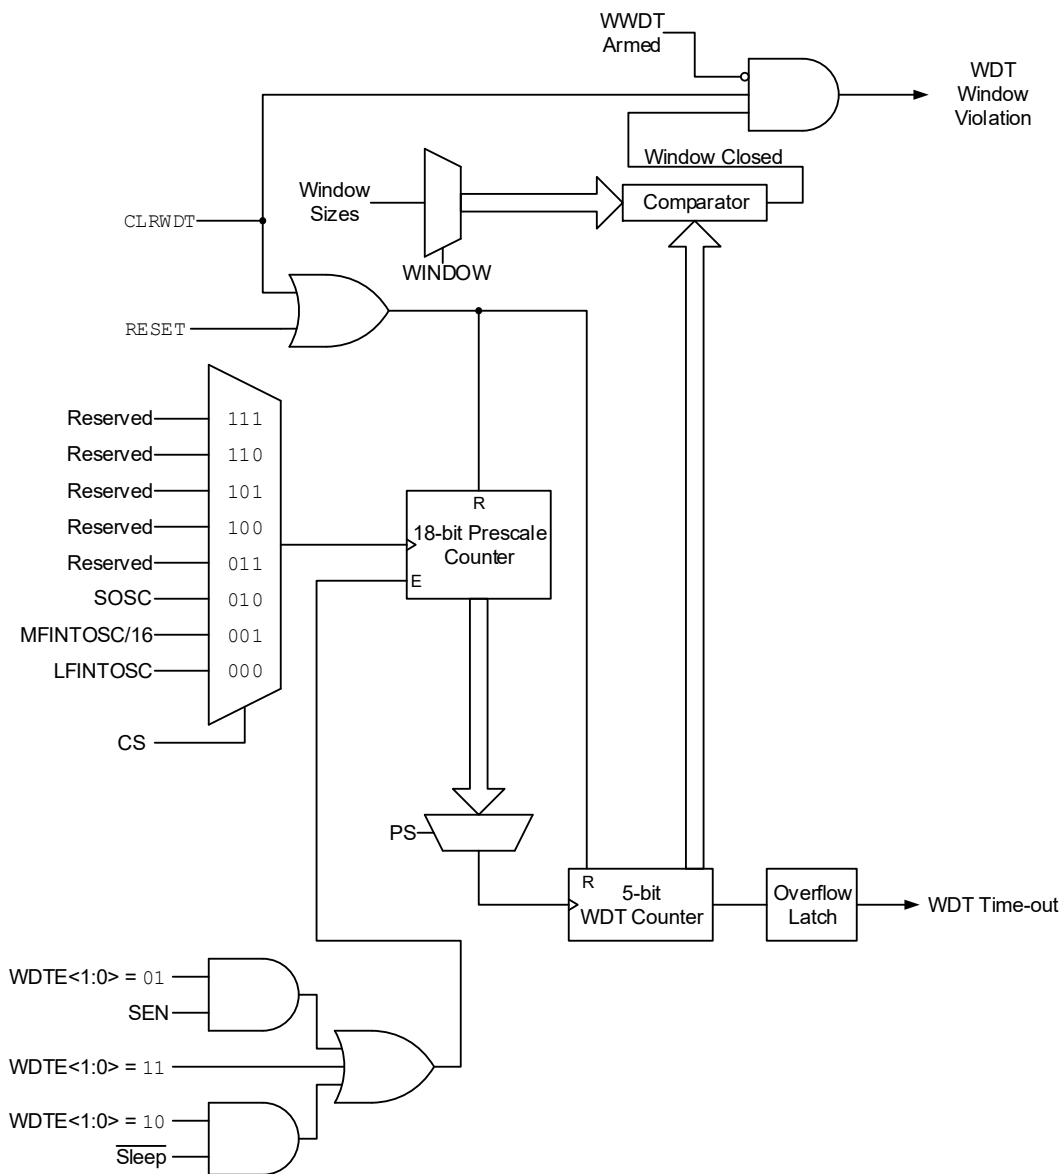 WWDT
Armed
WDT
Window
Violation
Window Closed
Window
Sizes
Comparator
CLRWDT
WINDOW
RESET
Reserved 111
Reserved 110
Reserved 101
Reserved 100
Reserved 011
SOSC 010
MFINTOSC/16 001
LFINTOSC 000
CS
R
18-bit Prescale
Counter
E
PS
R
5-bit
WDT Counter
Overflow
Latch
WDT Time-out
WDTE<1:0> = 01
SEN
WDTE<1:0> = 11
WDTE<1:0> = 10
Sleep